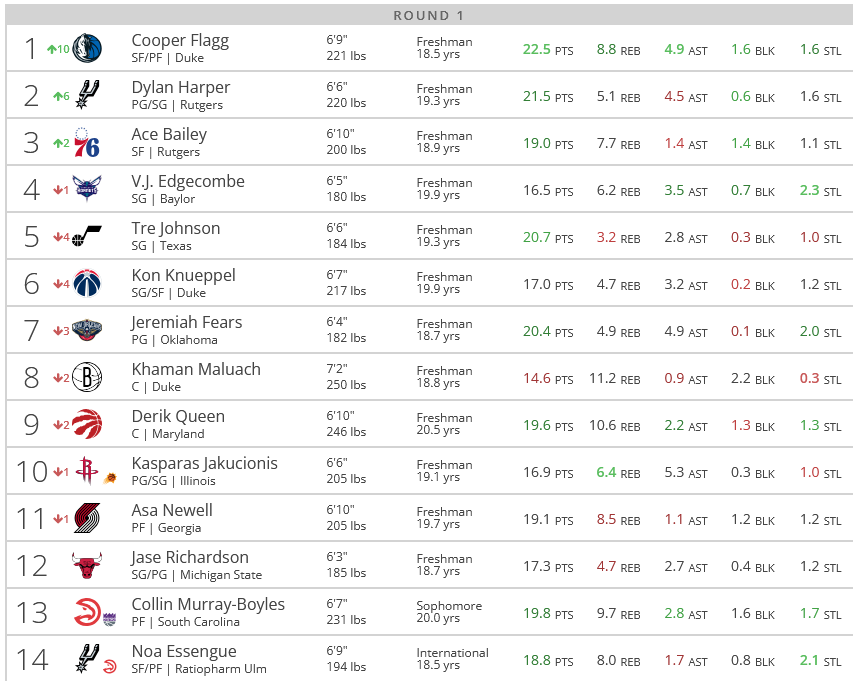 ROUND 1
1 10 Cooper Flagg 6'9" Freshman 22.5 PTS 8.8 REB 4.9 AST 1.6 BLK 1.6 STL
SF/PF | Duke 221 lbs 18.5 yrs
2 6 Dylan Harper 6'6" Freshman 21.5 PTS 5.1 REB 4.5 AST 0.6 BLK 1.6 STL
PG/SG | Rutgers 220 lbs 19.3 yrs
3 2 76 Ace Bailey 6'10" Freshman 19.0 PTS 7.7 REB 1.4 AST 1.4 BLK 1.1 STL
SF | Rutgers 200 lbs 18.9 yrs
4 1 HORNETS V.J. Edgecombe 6'5" Freshman 16.5 PTS 6.2 REB 3.5 AST 0.7 BLK 2.3 STL
SG | Baylor 180 lbs 19.9 yrs
5 4 Tre Johnson 6'6" Freshman 20.7 PTS 3.2 REB 2.8 AST 0.3 BLK 1.0 STL
SG | Texas 184 lbs 19.3 yrs
6 4 Kon Knueppel 6'7" Freshman 17.0 PTS 4.7 REB 3.2 AST 0.2 BLK 1.2 STL
SG/SF | Duke 217 lbs 19.9 yrs
7 3 Jeremiah Fears 6'4" Freshman 20.4 PTS 4.9 REB 4.9 AST 0.1 BLK 2.0 STL
PG | Oklahoma 182 lbs 18.7 yrs
8 2 B Khaman Maluach 7'2" Freshman 14.6 PTS 11.2 REB 0.9 AST 2.2 BLK 0.3 STL
C | Duke 250 lbs 18.8 yrs
9 2 Derik Queen 6'10" Freshman 19.6 PTS 10.6 REB 2.2 AST 1.3 BLK 1.3 STL
C | Maryland 246 lbs 20.5 yrs
10 1 Kasparas Jakucionis 6'6" Freshman 16.9 PTS 6.4 REB 5.3 AST 0.3 BLK 1.0 STL
PG/SG | Illinois 205 lbs 19.1 yrs
11 1 Asa Newell 6'10" Freshman 19.1 PTS 8.5 REB 1.1 AST 1.2 BLK 1.2 STL
PF | Georgia 205 lbs 19.7 yrs
12 Jase Richardson 6'3" Freshman 17.3 PTS 4.7 REB 2.7 AST 0.4 BLK 1.2 STL
SG/PG | Michigan State 185 lbs 18.7 yrs
13 Collin Murray-Boyles 6'7" Sophomore 19.8 PTS 9.7 REB 2.8 AST 1.6 BLK 1.7 STL
PF | South Carolina 231 lbs 20.0 yrs
14 Noa Essengue 6'9" International 18.8 PTS 8.0 REB 1.7 AST 0.8 BLK 2.1 STL
SF/PF | Ratiopharm Ulm 194 lbs 18.5 yrs